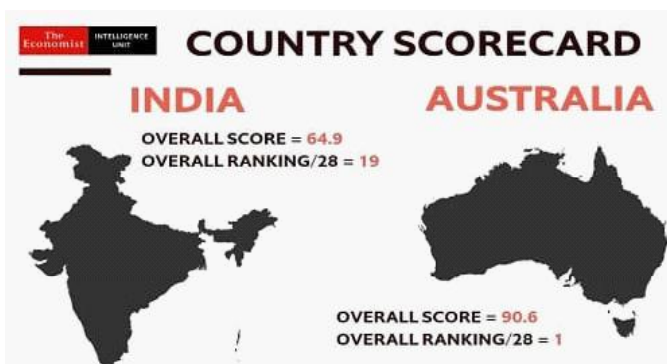 The
Economist
INTELLIGENCE
UNIT
COUNTRY SCORECARD
INDIA
OVERALL SCORE = 64.9
OVERALL RANKING/28 = 19
AUSTRALIA
OVERALL SCORE = 90.6
OVERALL RANKING/28 = 1